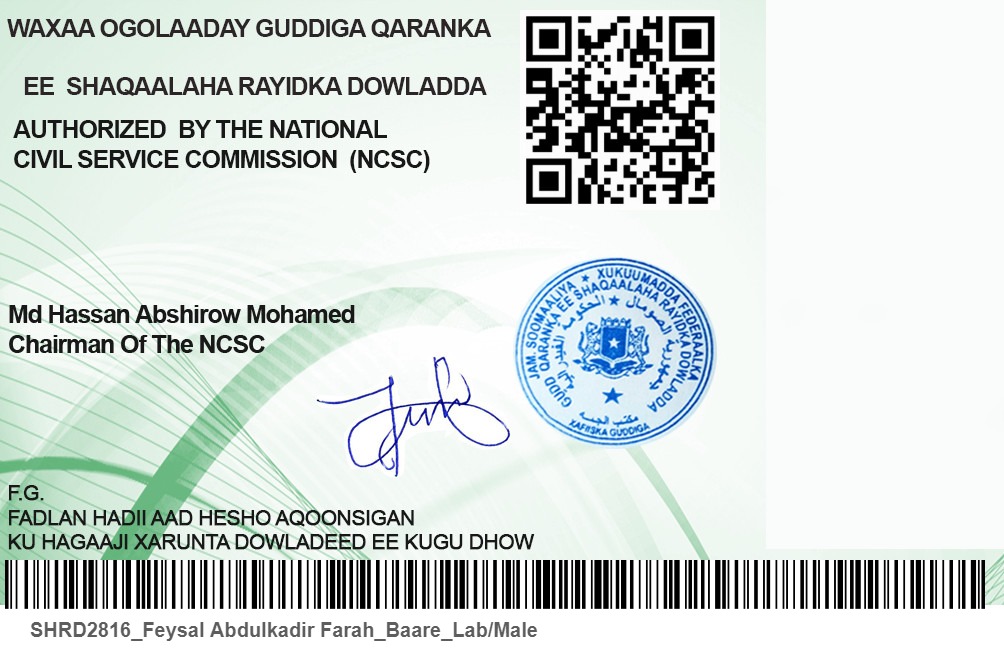 WAXAA OGOLAADAY GUDDIGA QARANKA
EE SHAQAALAHA RAYIDKA DOWLADDA
AUTHORIZED BY THE NATIONAL
CIVIL SERVICE COMMISSION (NCSC)
JAM. SOOMAALIYA ★ XUKUUMADDA FEDERAALKA
GUDD QARANKA EE SHAQAALAHA RAYIDKA DOWLADDA
XAFIISKA GUDDIGA
Md Hassan Abshirow Mohamed
Chairman Of The NCSC
F.G.
FADLAN HADII AAD HESHO AQOONSIGAN
KU HAGAAJI XARUNTA DOWLADEED EE KUGU DHOW
SHRD2816_Feysal Abdulkadir Farah_Baare_Lab/Male